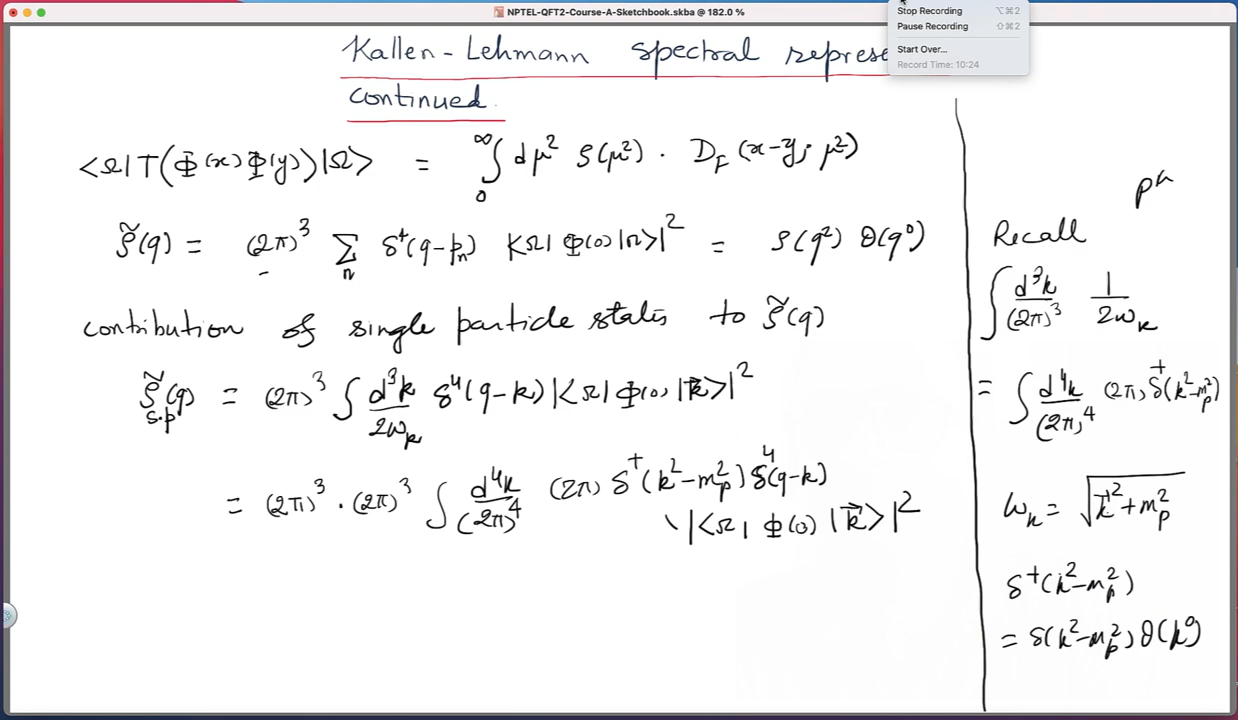 NPTEL-QFT2-Course-A-Sketchbook.skba @ 182.0 %
Stop Recording ⌥⌘2
Pause Recording ⇧⌘2
Start Over...
Record Time: 10:24
Kallen-Lehmann spectral represe
continued.
<Ω|T(Φ(x)Φ(y))|Ω> = ∫₀^∞ dμ² ρ(μ²) · D_F(x-y; μ²)
ρ̃(q) = (2π)³ Σ_n δ⁴(q-p_n) |<Ω|Φ(0)|Ω>|² = ρ(q²) θ(q⁰)
contribution of single particle states to ρ̃(q)
ρ̃_{s.p}(q) = (2π)³ ∫ d³k/2ω_k δ⁴(q-k) |<Ω|Φ(0)|k⃗>|²
= (2π)³ · (2π)³ ∫ d⁴k/(2π)⁴ (2π) δ⁺(k²-m_p²) δ⁴(q-k)
|<Ω|Φ(0)|k⃗>|²
p^μ
Recall
∫ d³k/(2π)³ 1/2ω_k
= ∫ d⁴k/(2π)⁴ (2π) δ⁺(k²-m_p²)
ω_k = √(k⃗²+m_p²)
δ⁺(k²-m_p²)
= δ(k²-m_p²) θ(k⁰)